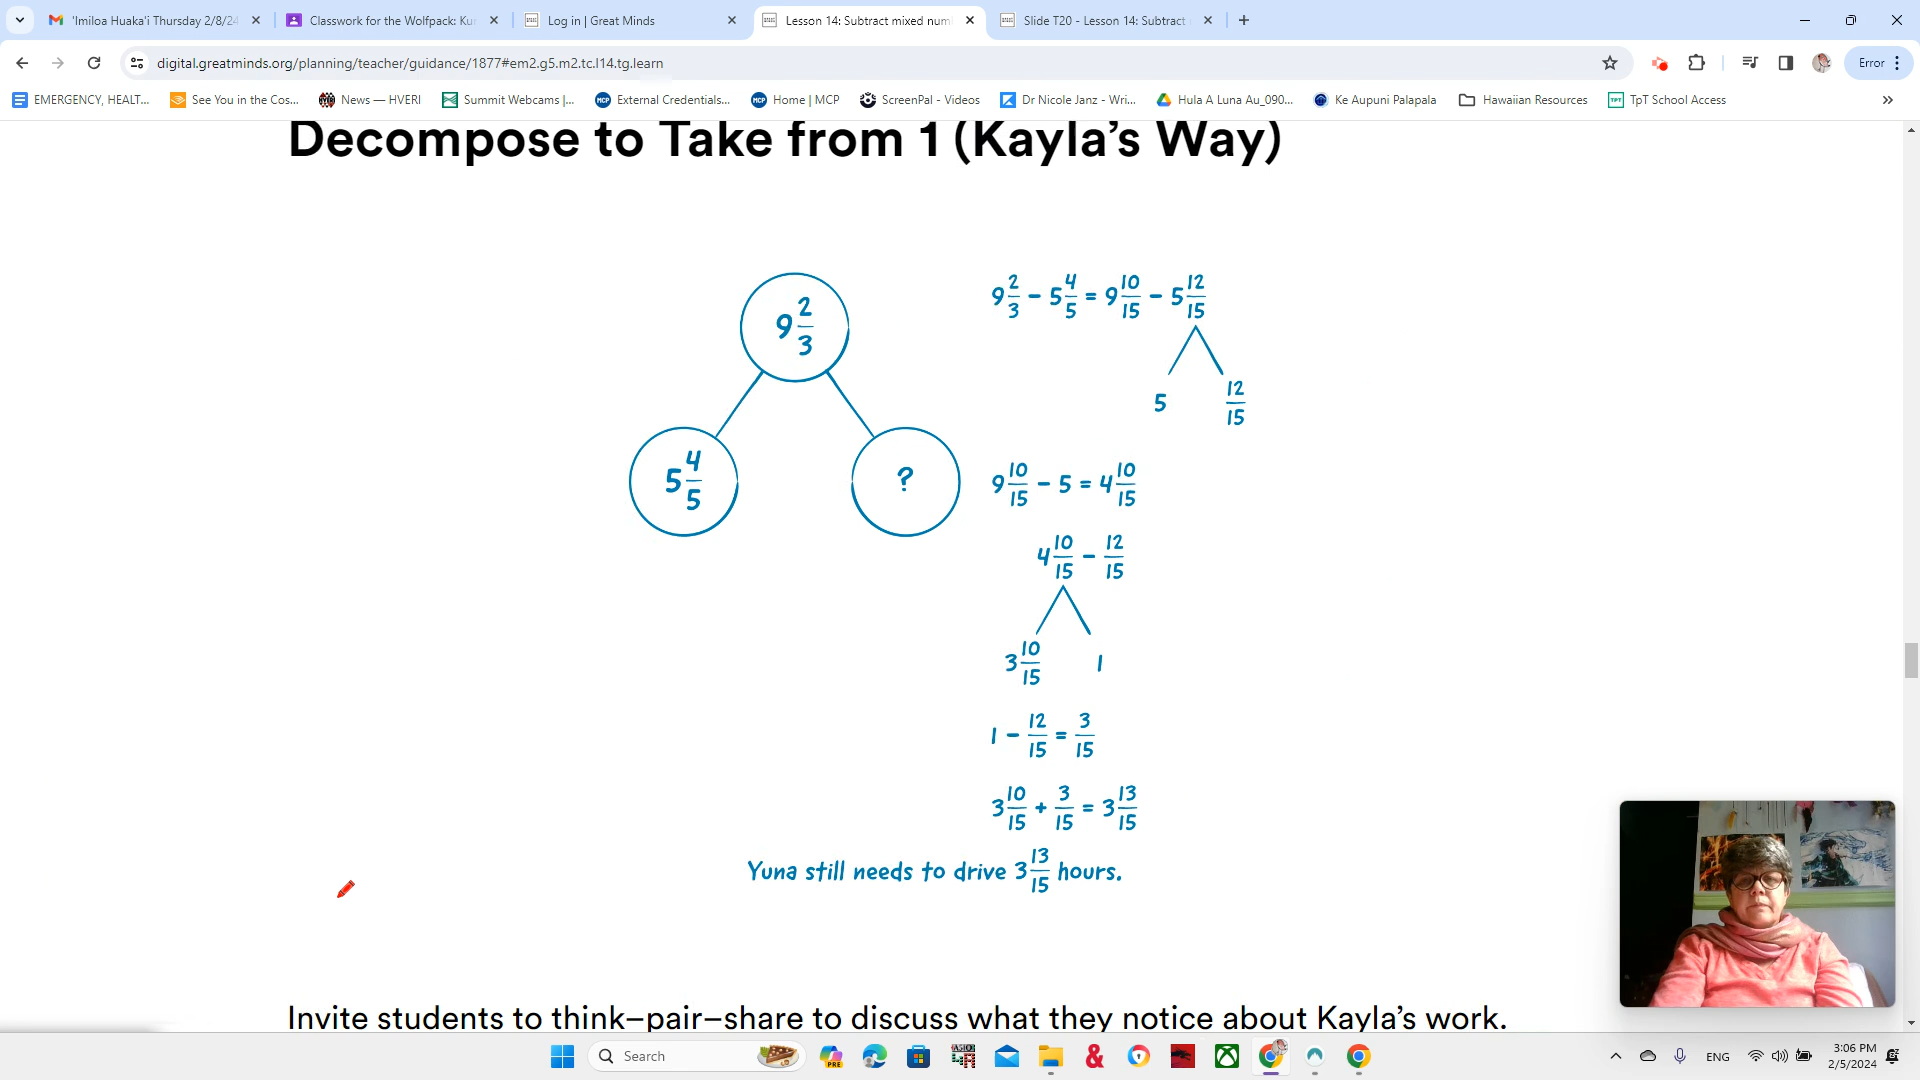 'Imiloa Huaka'i Thursday 2/8/24
Classwork for the Wolfpack: Ku
Log in | Great Minds
Lesson 14: Subtract mixed num
Slide T20 - Lesson 14: Subtract
digital.greatminds.org/planning/teacher/guidance/1877#em2.g5.m2.tc.l14.tg.learn
Error
EMERGENCY, HEALT...
See You in the Cos...
News — HVERI
Summit Webcams |...
External Credentials...
Home | MCP
ScreenPal - Videos
Dr Nicole Janz - Wri...
Hula A Luna Au_090...
Ke Aupuni Palapala
Hawaiian Resources
TpT School Access
Decompose to Take from 1 (Kayla's Way)
9 2/3
5 4/5
?
9 2/3 − 5 4/5 = 9 10/15 − 5 12/15
5 12/15
9 10/15 − 5 = 4 10/15
4 10/15 − 12/15
3 10/15 1
1 − 12/15 = 3/15
3 10/15 + 3/15 = 3 13/15
Yuna still needs to drive 3 13/15 hours.
Invite students to think–pair–share to discuss what they notice about Kayla's work.
Search
PRE
ENG
3:06 PM
2/5/2024